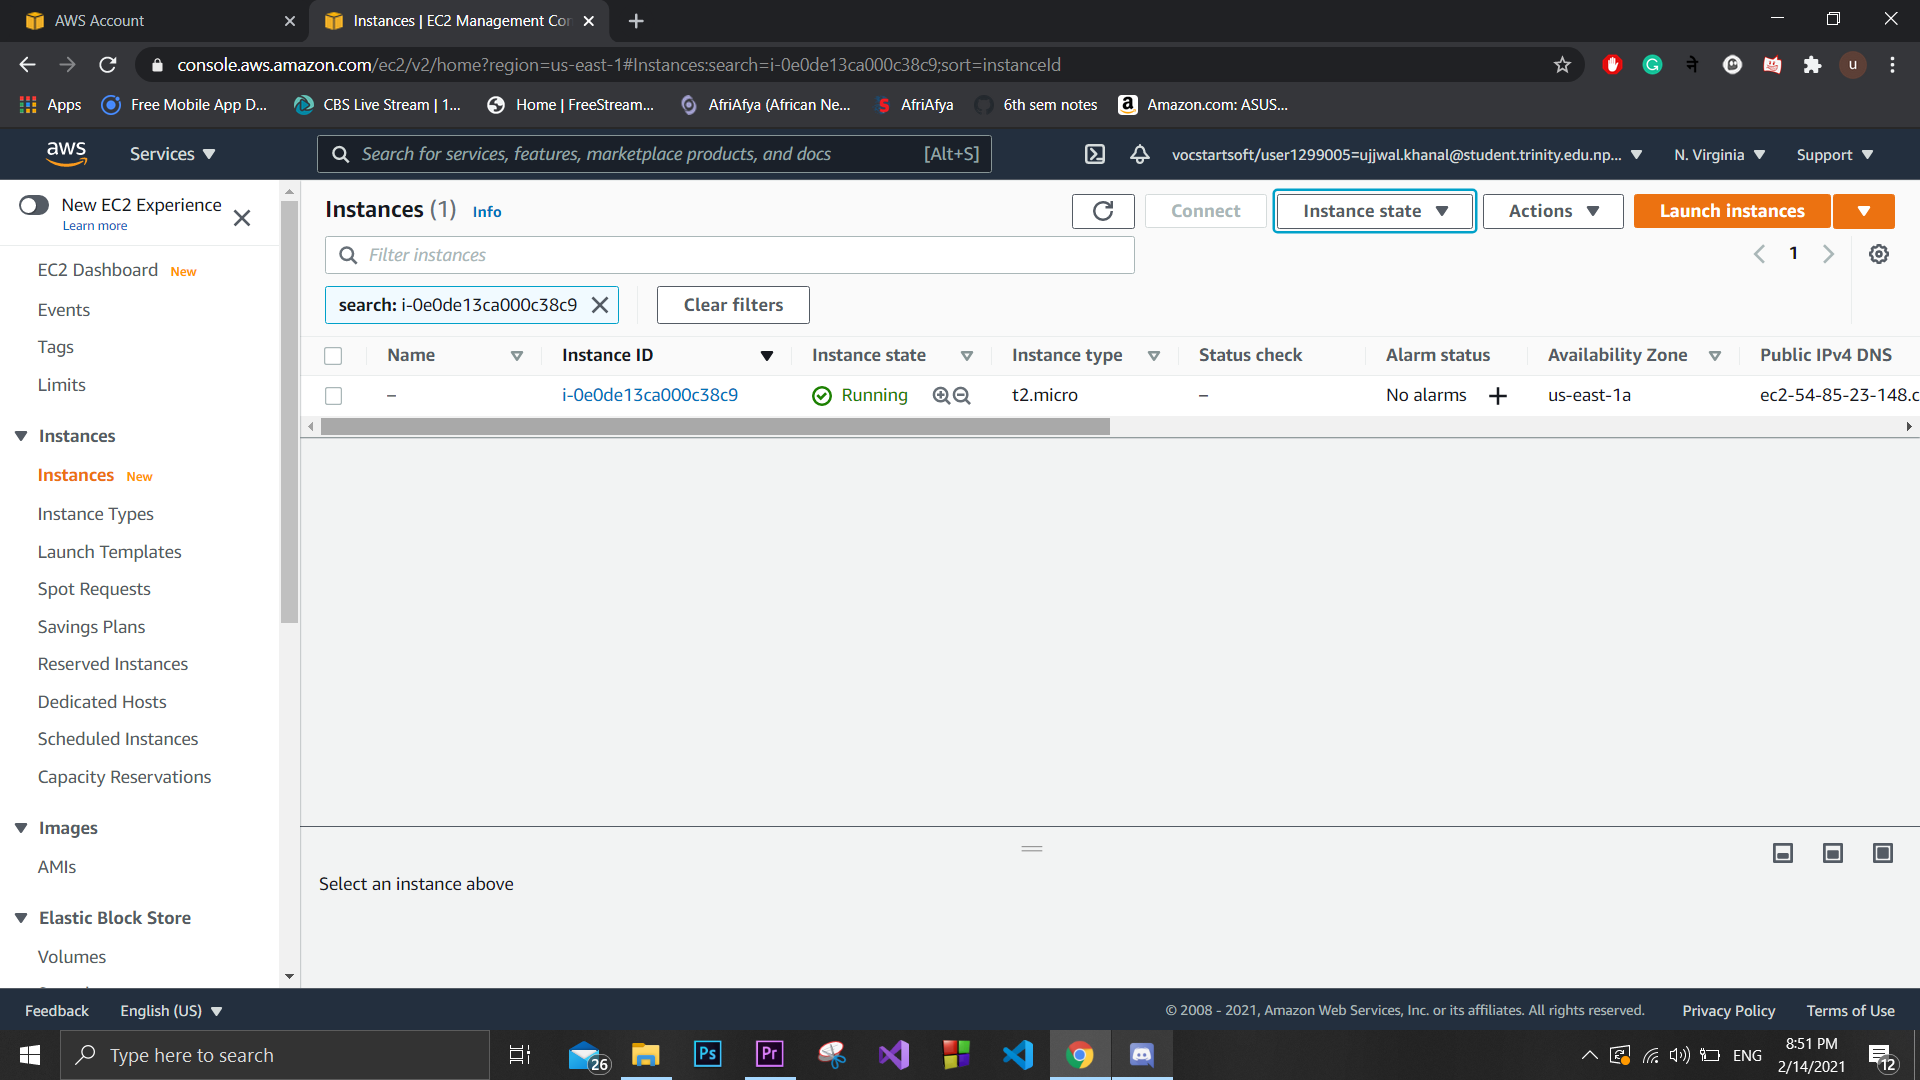 AWS Account
Instances | EC2 Management Con
console.aws.amazon.com/ec2/v2/home?region=us-east-1#Instances:search=i-0e0de13ca000c38c9;sort=instanceId
u
Apps
Free Mobile App D...
CBS Live Stream | 1...
Home | FreeStream...
AfriAfya (African Ne...
AfriAfya
6th sem notes
Amazon.com: ASUS...
aws
Services
Search for services, features, marketplace products, and docs
[Alt+S]
vocstartsoft/user1299005=ujjwal.khanal@student.trinity.edu.np...
N. Virginia
Support
New EC2 Experience
Learn more
EC2 Dashboard New
Events
Tags
Limits
Instances
Instances New
Instance Types
Launch Templates
Spot Requests
Savings Plans
Reserved Instances
Dedicated Hosts
Scheduled Instances
Capacity Reservations
Images
AMIs
Elastic Block Store
Volumes
Instances (1) Info
Connect
Instance state
Actions
Launch instances
Filter instances
1
search: i-0e0de13ca000c38c9
Clear filters
Name
Instance ID
Instance state
Instance type
Status check
Alarm status
Availability Zone
Public IPv4 DNS
–
i-0e0de13ca000c38c9
Running
t2.micro
–
No alarms
us-east-1a
ec2-54-85-23-148.c
Select an instance above
Feedback
English (US)
© 2008 - 2021, Amazon Web Services, Inc. or its affiliates. All rights reserved.
Privacy Policy
Terms of Use
Type here to search
26
Ps
Pr
ENG
8:51 PM
2/14/2021
12